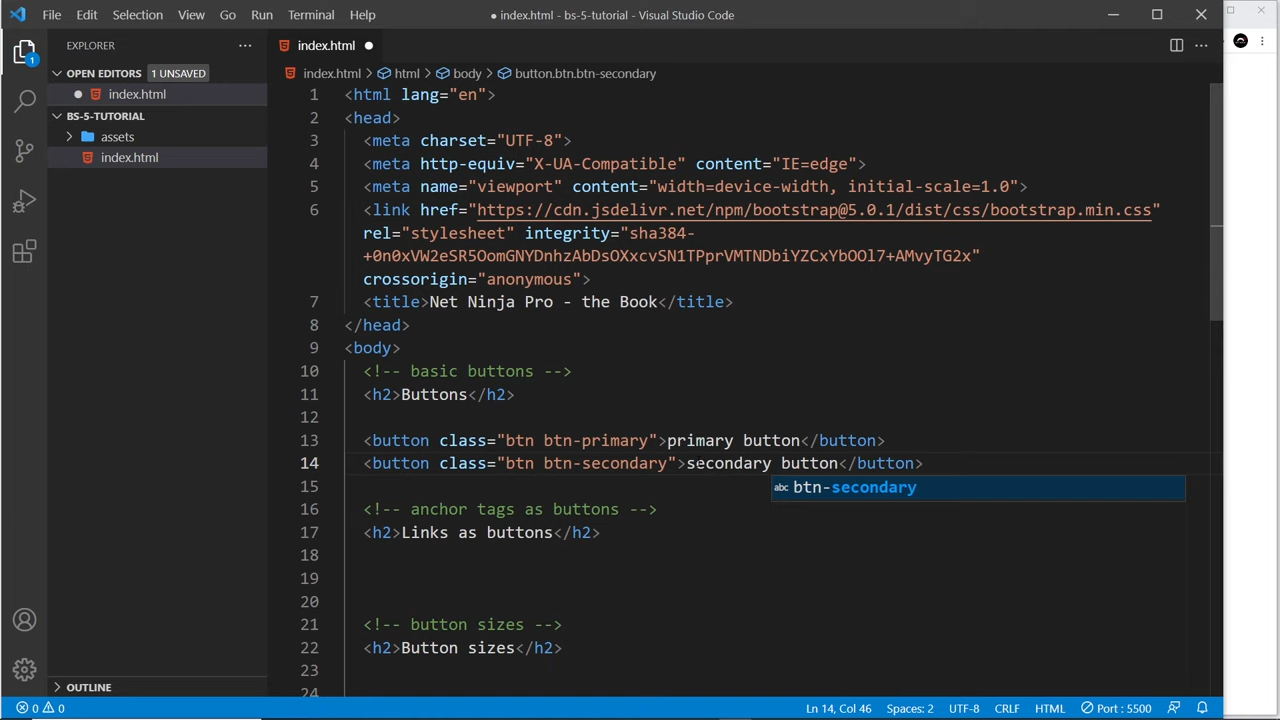 File Edit Selection View Go Run Terminal Help
● index.html - bs-5-tutorial - Visual Studio Code
EXPLORER
OPEN EDITORS 1 UNSAVED
index.html
BS-5-TUTORIAL
assets
index.html
OUTLINE
1
index.html
index.html > html > body > button.btn.btn-secondary
1 <html lang="en">
2 <head>
3 <meta charset="UTF-8">
4 <meta http-equiv="X-UA-Compatible" content="IE=edge">
5 <meta name="viewport" content="width=device-width, initial-scale=1.0">
6 <link href="https://cdn.jsdelivr.net/npm/bootstrap@5.0.1/dist/css/bootstrap.min.css"
rel="stylesheet" integrity="sha384-
+0n0xVW2eSR5OomGNYDnhzAbDsOXxcvSN1TPprVMTNDbiYZCxYbOOl7+AMvyTG2x"
crossorigin="anonymous">
7 <title>Net Ninja Pro - the Book</title>
8 </head>
9 <body>
10 <!-- basic buttons -->
11 <h2>Buttons</h2>
12
13 <button class="btn btn-primary">primary button</button>
14 <button class="btn btn-secondary">secondary button</button>
abc btn-secondary
15
16 <!-- anchor tags as buttons -->
17 <h2>Links as buttons</h2>
18
19
20
21 <!-- button sizes -->
22 <h2>Button sizes</h2>
23
24
0 0 Ln 14, Col 46 Spaces: 2 UTF-8 CRLF HTML Port : 5500